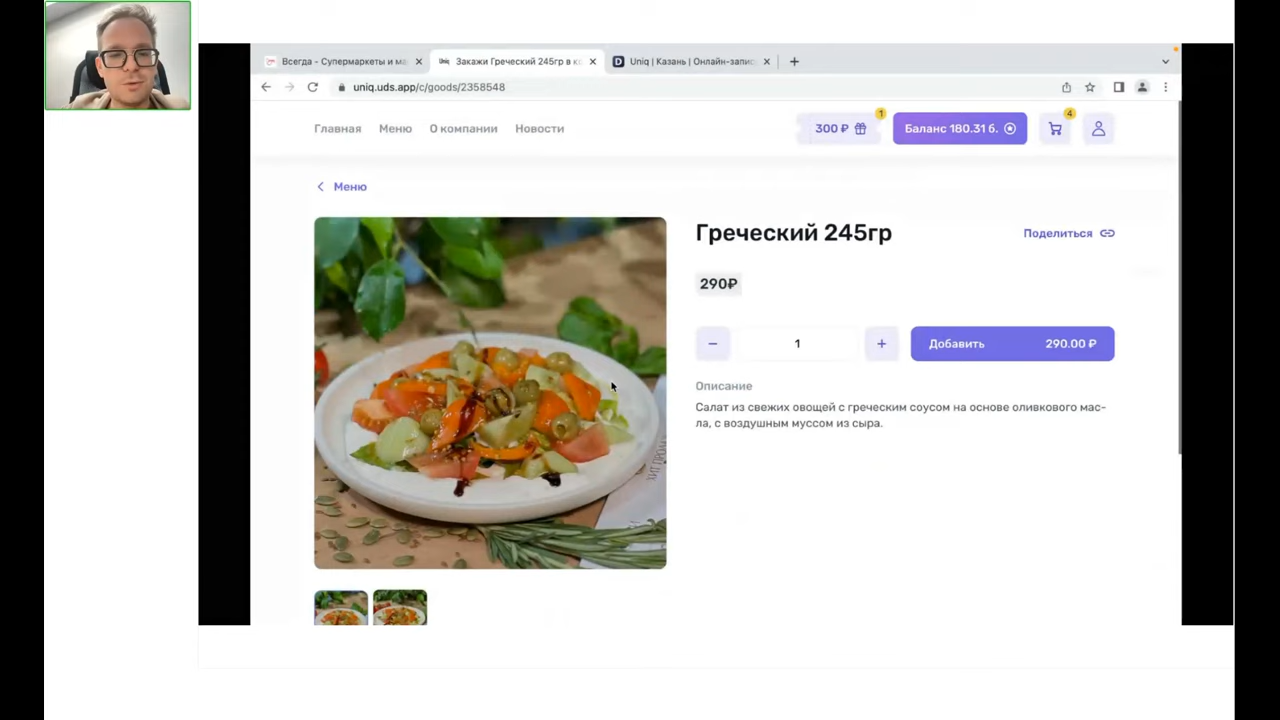 Всегда - Супермаркеты и ма
Закажи Греческий 245гр в ко
Uniq | Казань | Онлайн-запис
uniq.uds.app/c/goods/2358548
Главная Меню О компании Новости
300 ₽ 1 Баланс 180.31 б. 4
Меню
Греческий 245гр
Поделиться
290₽
− 1 + Добавить 290.00 ₽
Описание
Салат из свежих овощей с греческим соусом на основе оливкового мас-
ла, с воздушным муссом из сыра.